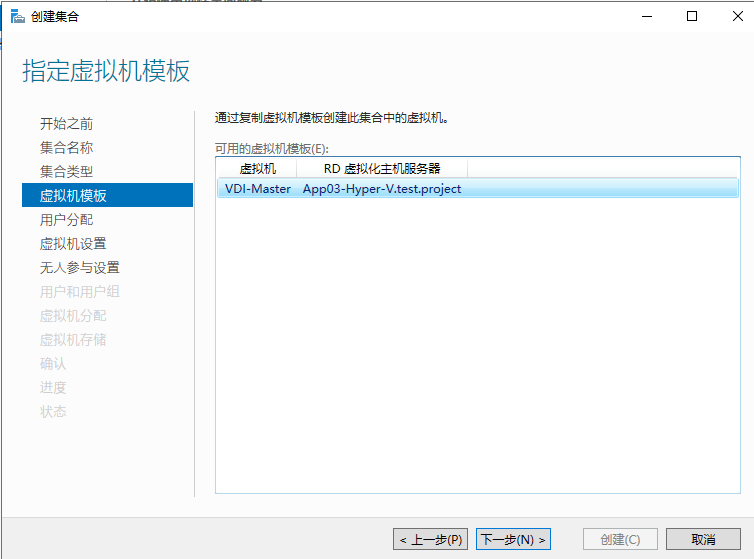 创建集合
指定虚拟机模板
开始之前
集合名称
集合类型
虚拟机模板
用户分配
虚拟机设置
无人参与设置
用户和用户组
虚拟机分配
虚拟机存储
确认
进度
状态
通过复制虚拟机模板创建此集合中的虚拟机。
可用的虚拟机模板(E):
虚拟机 RD 虚拟化主机服务器
VDI-Master App03-Hyper-V.test.project
< 上一步(P) 下一步(N) > 创建(C) 取消